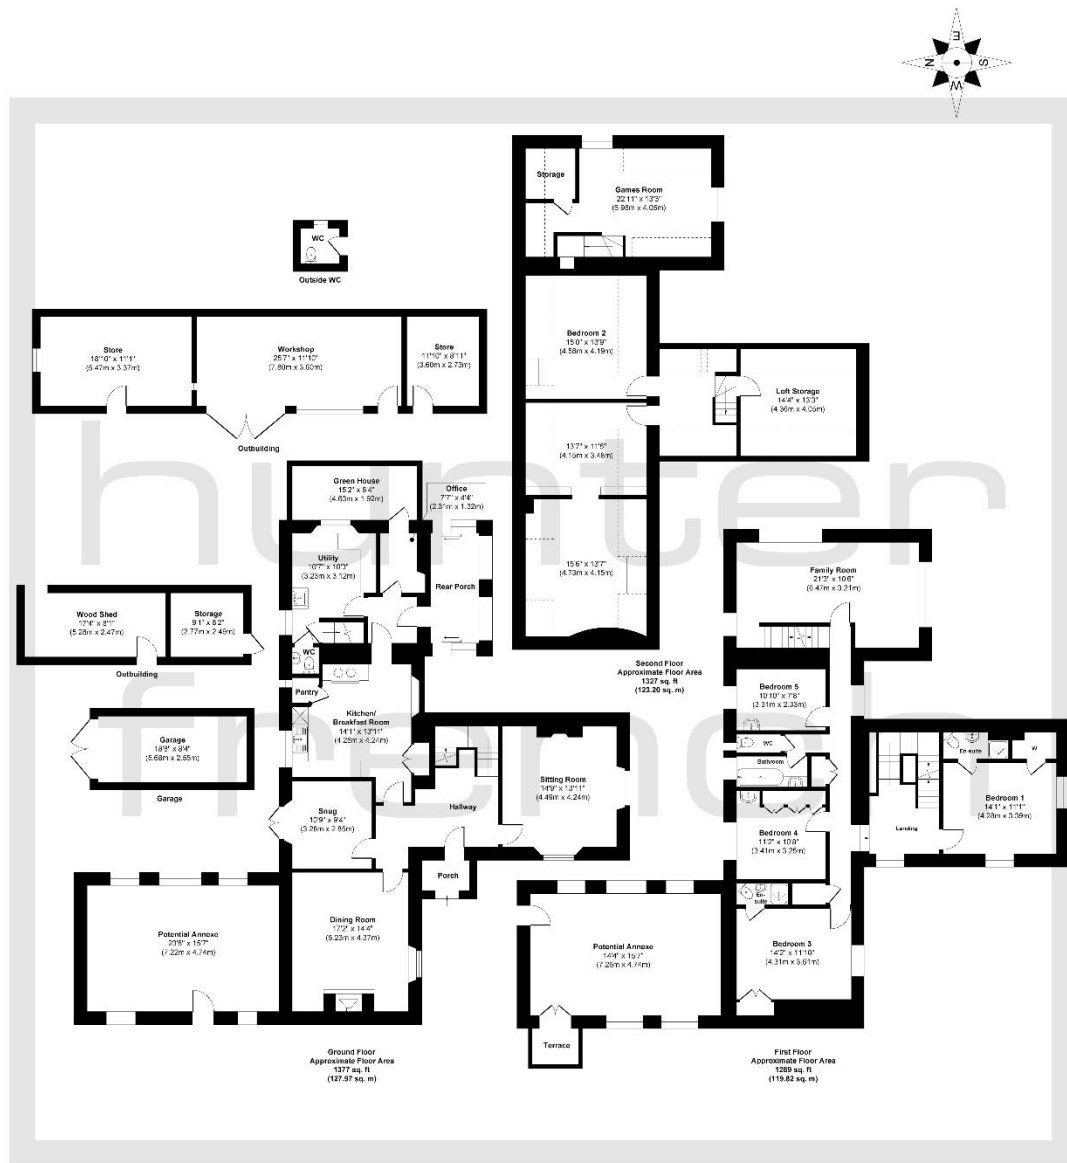 E
N
S
W
Storage
Games Room
22'11" x 13'3"
(6.98m x 4.05m)
WC
Outside WC
Bedroom 2
15'0" x 13'9"
(4.58m x 4.19m)
Store
18'10" x 11'1"
(5.47m x 3.37m)
Workshop
25'7" x 11'10"
(7.80m x 3.60m)
Store
11'10" x 8'11"
(3.60m x 2.73m)
Loft Storage
14'4" x 13'3"
(4.36m x 4.05m)
Outbuilding
13'7" x 11'5"
(4.15m x 3.48m)
hunter
french
Green House
15'2" x 6'4"
(4.63m x 1.92m)
Office
7'7" x 4'4"
(2.31m x 1.32m)
Utility
10'7" x 10'3"
(3.23m x 3.12m)
Rear Porch
15'6" x 13'7"
(4.73m x 4.15m)
Family Room
21'3" x 10'6"
(6.47m x 3.21m)
Wood Shed
17'4" x 8'1"
(5.28m x 2.47m)
Storage
9'1" x 8'2"
(2.77m x 2.49m)
WC
Outbuilding
Second Floor
Approximate Floor Area
1327 sq. ft
(123.20 sq. m)
Pantry
Kitchen/
Breakfast Room
14'1" x 13'11"
(4.28m x 4.24m)
Bedroom 5
10'10" x 7'8"
(3.31m x 2.33m)
Garage
18'8" x 8'4"
(5.68m x 2.55m)
Garage
WC
Bathroom
En-suite
W
Sitting Room
14'9" x 13'11"
(4.49m x 4.24m)
Hallway
Snug
10'9" x 9'4"
(3.28m x 2.85m)
Bedroom 1
14'1" x 11'1"
(4.28m x 3.39m)
Bedroom 4
11'2" x 10'8"
(3.41m x 3.25m)
Landing
Porch
En-
suite
Potential Annexe
23'8" x 15'7"
(7.22m x 4.74m)
Dining Room
17'2" x 14'4"
(5.23m x 4.37m)
Potential Annexe
14'4" x 15'7"
(7.26m x 4.74m)
Bedroom 3
14'2" x 11'10"
(4.31m x 3.61m)
Terrace
Ground Floor
Approximate Floor Area
1377 sq. ft
(127.97 sq. m)
First Floor
Approximate Floor Area
1289 sq. ft
(119.82 sq. m)